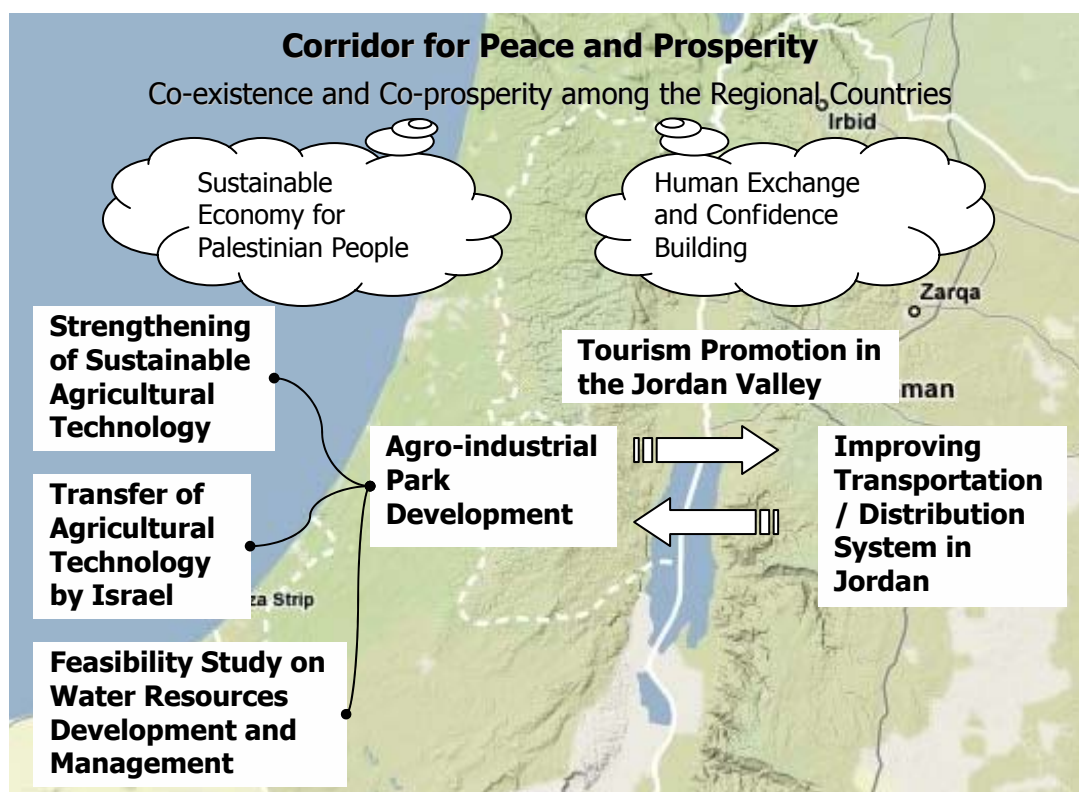 Corridor for Peace and Prosperity
Co-existence and Co-prosperity among the Regional Countries
Irbid
Sustainable
Economy for
Palestinian People
Human Exchange
and Confidence
Building
Zarqa
Strengthening
of Sustainable
Agricultural
Technology
Tourism Promotion in
the Jordan Valley
man
Agro-industrial
Park
Development
Improving
Transportation
/ Distribution
System in
Jordan
Transfer of
Agricultural
Technology
by Israel
za Strip
Feasibility Study on
Water Resources
Development and
Management